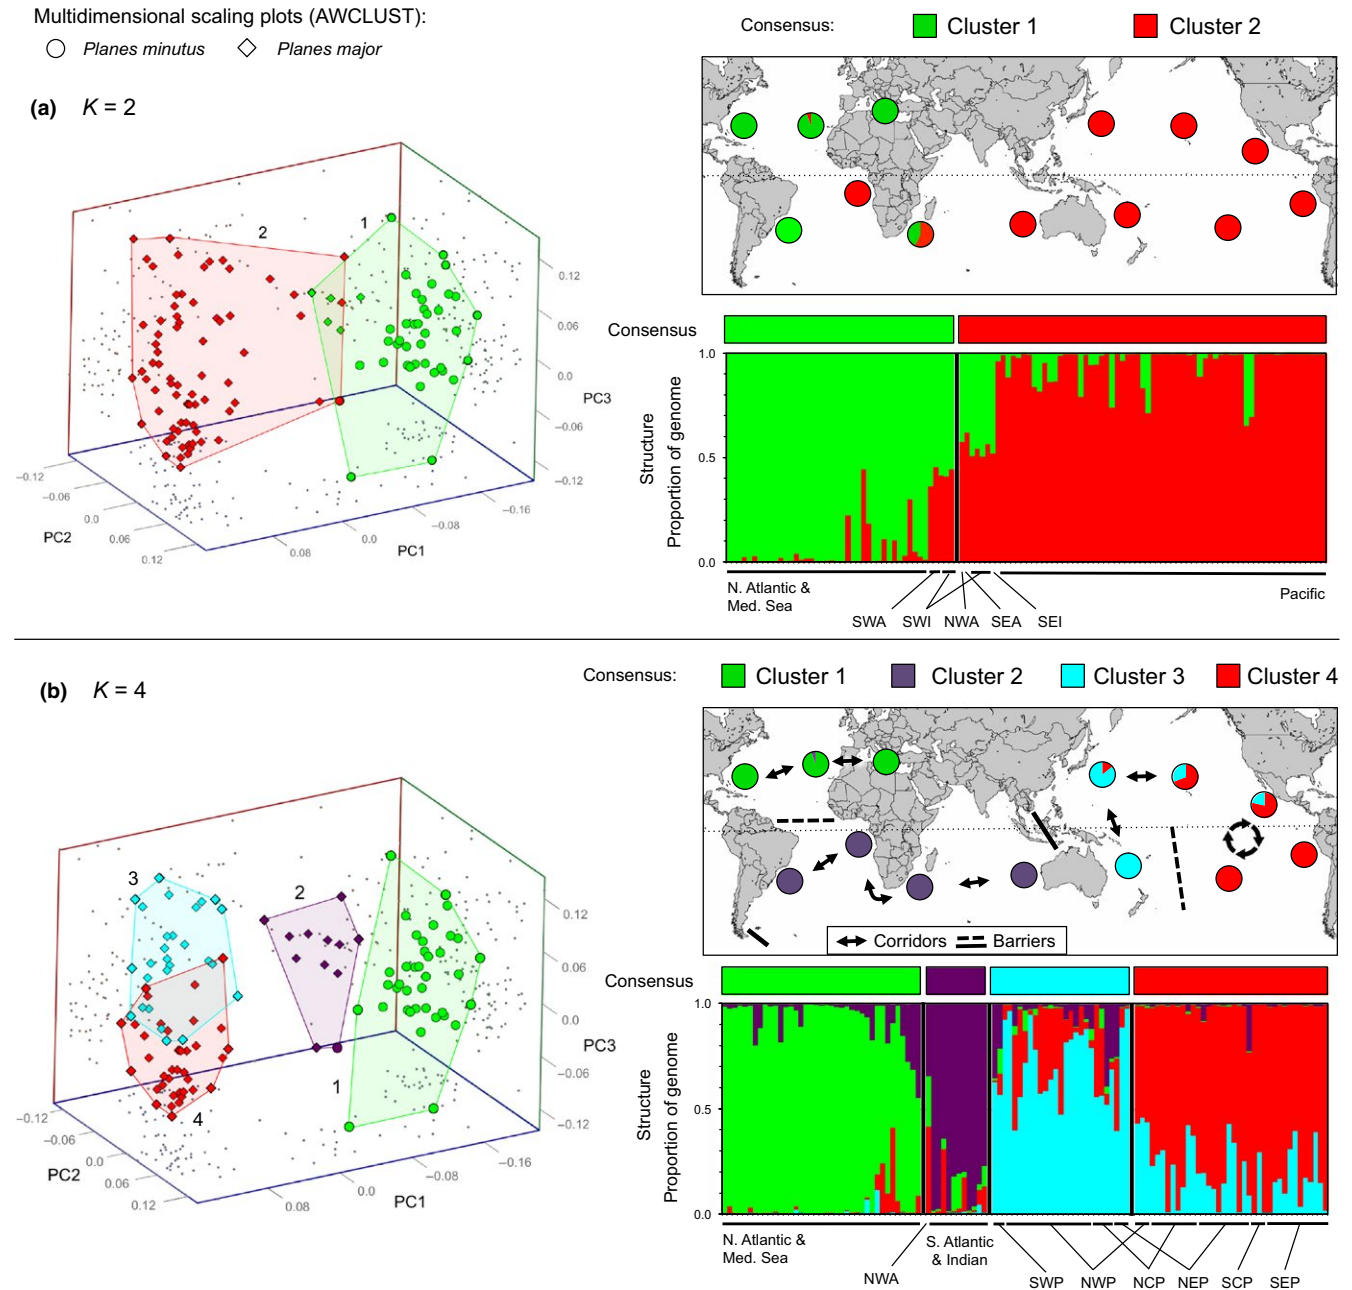 Multidimensional scaling plots (AWCLUST):
Planes minutus
Planes major
(a) K = 2
Consensus:
Cluster 1
Cluster 2
2
1
0.12
0.06
0.0
PC3
−0.06
−0.12
−0.12
−0.06
0.0
PC2
0.06
0.12
0.08
0.0
PC1
−0.08
−0.16
Consensus
1.0
0.5
0.0
Structure
Proportion of genome
N. Atlantic &
Med. Sea
Pacific
SWA
SWI
NWA
SEA
SEI
(b) K = 4
Consensus:
Cluster 1
Cluster 2
Cluster 3
Cluster 4
3
2
1
4
0.12
0.06
0.0
PC3
−0.06
−0.12
−0.12
−0.06
0.0
PC2
0.06
0.12
0.08
0.0
PC1
−0.08
−0.16
Corridors
Barriers
Consensus
1.0
0.5
0.0
Structure
Proportion of genome
N. Atlantic &
Med. Sea
NWA
S. Atlantic
& Indian
SWP
NWP
NCP
NEP
SCP
SEP